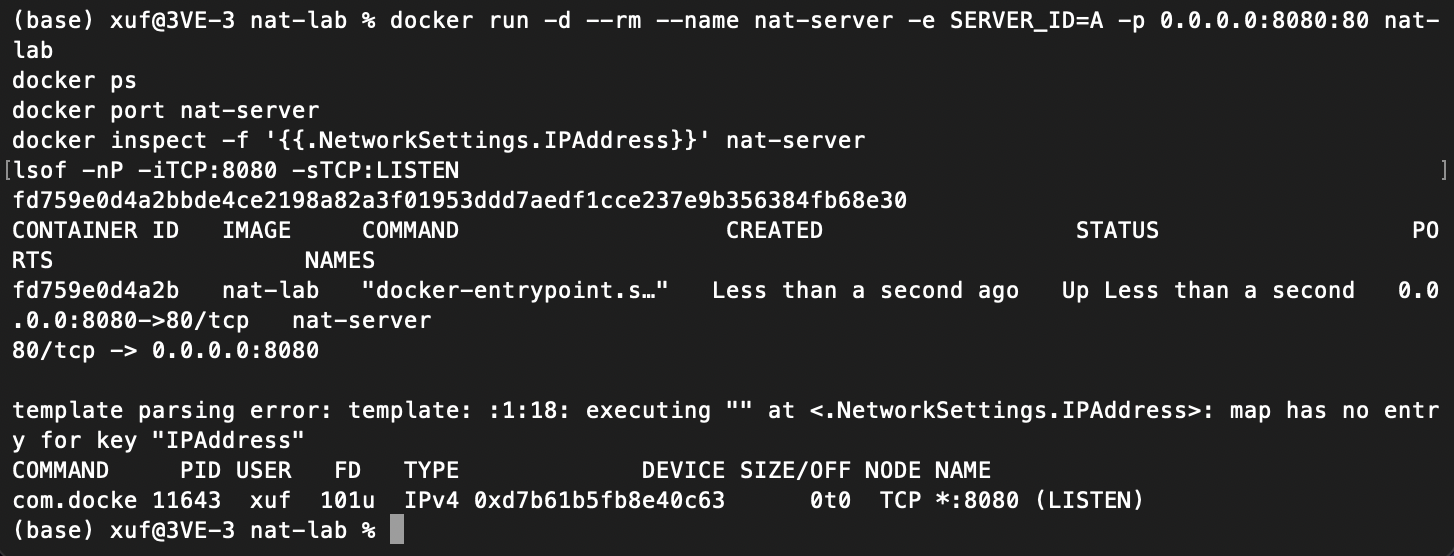 (base) xuf@3VE-3 nat-lab % docker run -d --rm --name nat-server -e SERVER_ID=A -p 0.0.0.0:8080:80 nat-
lab
docker ps
docker port nat-server
docker inspect -f '{{.NetworkSettings.IPAddress}}' nat-server
[lsof -nP -iTCP:8080 -sTCP:LISTEN ]
fd759e0d4a2bbde4ce2198a82a3f01953ddd7aedf1cce237e9b356384fb68e30
CONTAINER ID   IMAGE     COMMAND                   CREATED                  STATUS                  PO
RTS                  NAMES
fd759e0d4a2b   nat-lab   "docker-entrypoint.s…"   Less than a second ago   Up Less than a second   0.0
.0.0:8080->80/tcp   nat-server
80/tcp -> 0.0.0.0:8080

template parsing error: template: :1:18: executing "" at <.NetworkSettings.IPAddress>: map has no entr
y for key "IPAddress"
COMMAND     PID USER   FD   TYPE             DEVICE SIZE/OFF NODE NAME
com.docke 11643  xuf  101u  IPv4 0xd7b61b5fb8e40c63      0t0  TCP *:8080 (LISTEN)
(base) xuf@3VE-3 nat-lab %